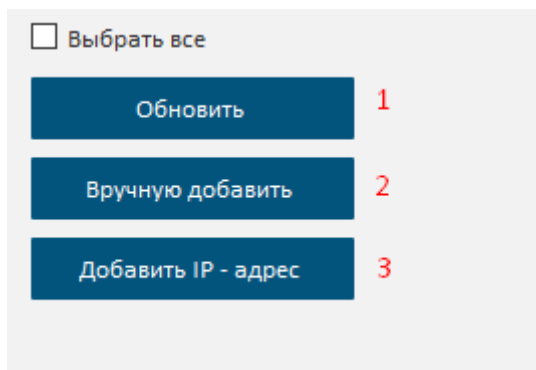 Выбрать все
Обновить 1
Вручную добавить 2
Добавить IP - адрес 3